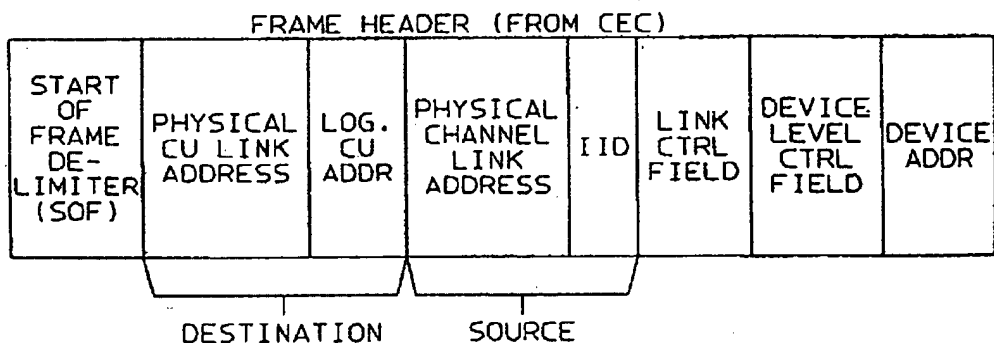 FRAME HEADER (FROM CEC)
START
OF
FRAME
DE-
LIMITER
(SOF)
PHYSICAL
CU LINK
ADDRESS
LOG.
CU
ADDR
PHYSICAL
CHANNEL
LINK
ADDRESS
IID
LINK
CTRL
FIELD
DEVICE
LEVEL
CTRL
FIELD
DEVICE
ADDR
DESTINATION
SOURCE